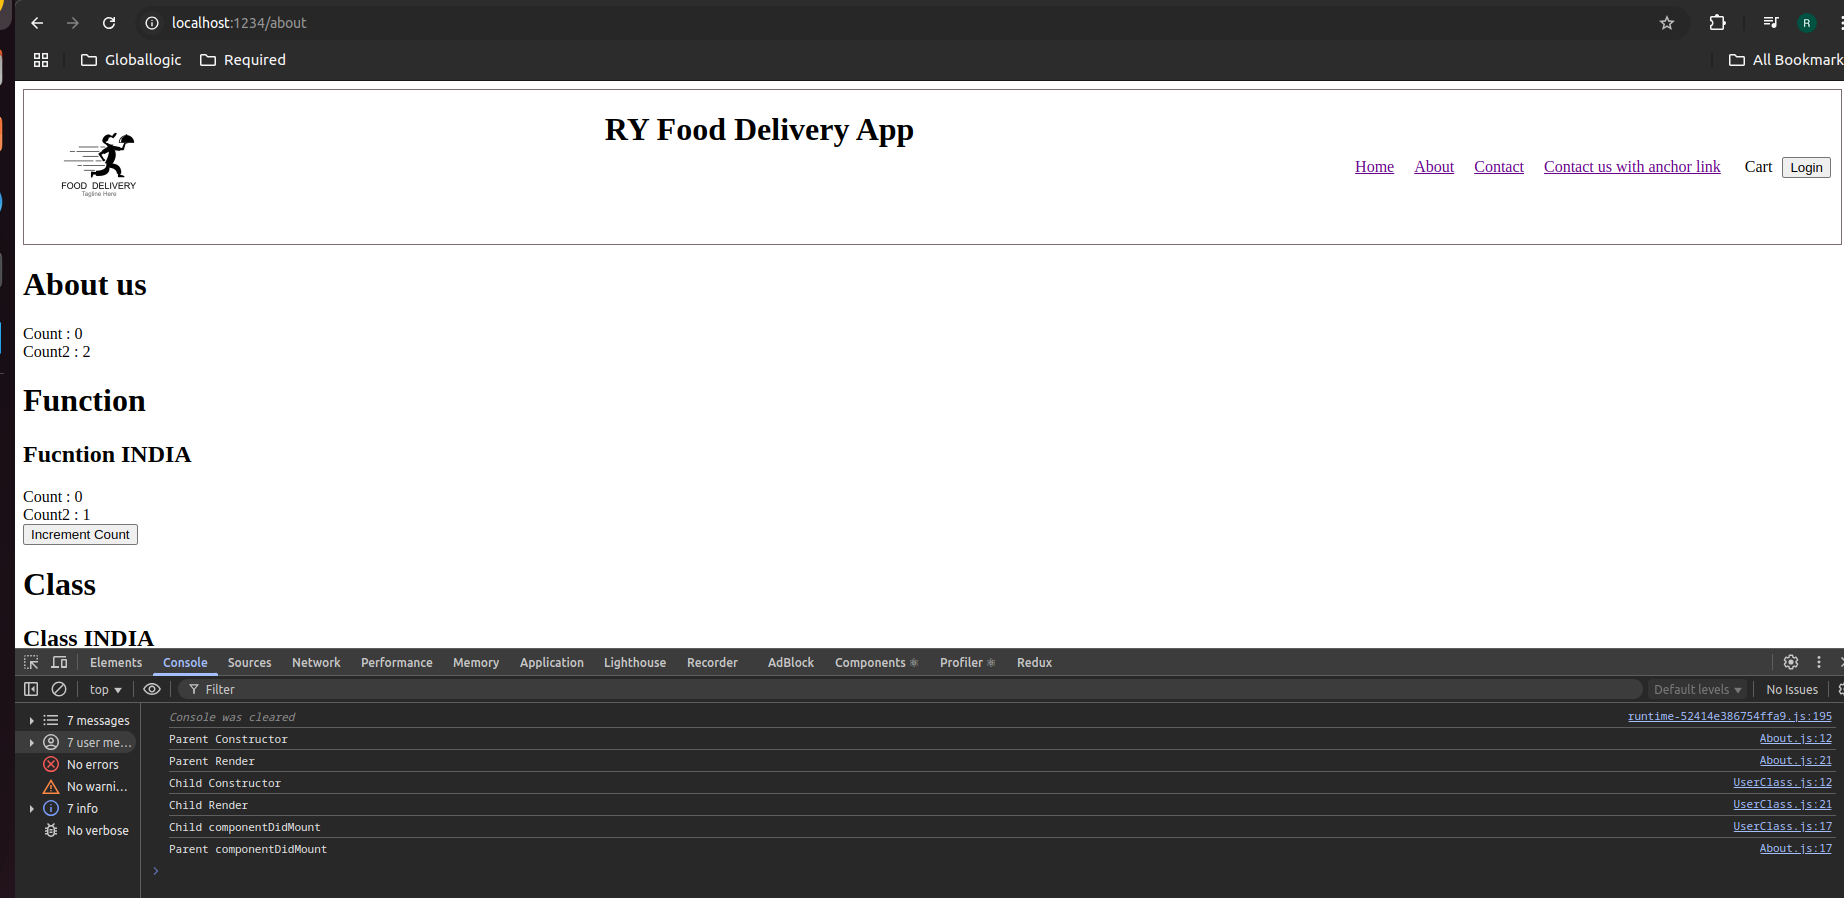 localhost:1234/about
R
Globallogic
Required
All Bookmark
FOOD DELIVERY
Tagline Here
RY Food Delivery App
Home About Contact Contact us with anchor link Cart Login
About us
Count : 0
Count2 : 2
Function
Fucntion INDIA
Count : 0
Count2 : 1
Increment Count
Class
Class INDIA
Elements Console Sources Network Performance Memory Application Lighthouse Recorder AdBlock Components Profiler Redux
top Filter Default levels No Issues
7 messages
7 user me...
No errors
No warni...
7 info
No verbose
Console was cleared runtime-52414e386754ffa9.js:195
Parent Constructor About.js:12
Parent Render About.js:21
Child Constructor UserClass.js:12
Child Render UserClass.js:21
Child componentDidMount UserClass.js:17
Parent componentDidMount About.js:17